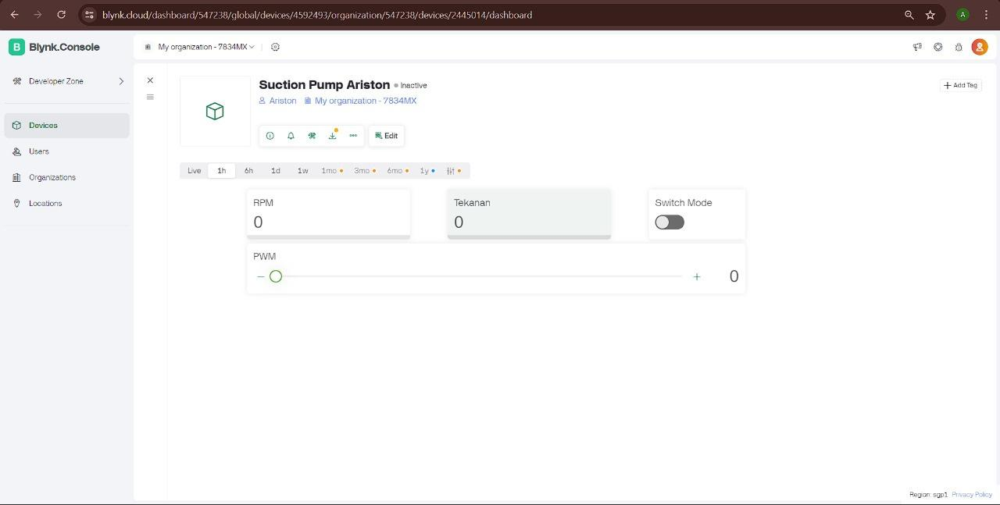 blynk.cloud/dashboard/547238/global/devices/4592493/organization/547238/devices/2445014/dashboard
A
B Blynk.Console
My organization - 7834MX
Developer Zone
Devices
Users
Organizations
Locations
Suction Pump Ariston Inactive
Add Tag
Ariston My organization - 7834MX
Edit
Live 1h 6h 1d 1w 1mo 3mo 6mo 1y
RPM
0
Tekanan
0
Switch Mode
PWM
− + 0
Region: sgp1 Privacy Policy